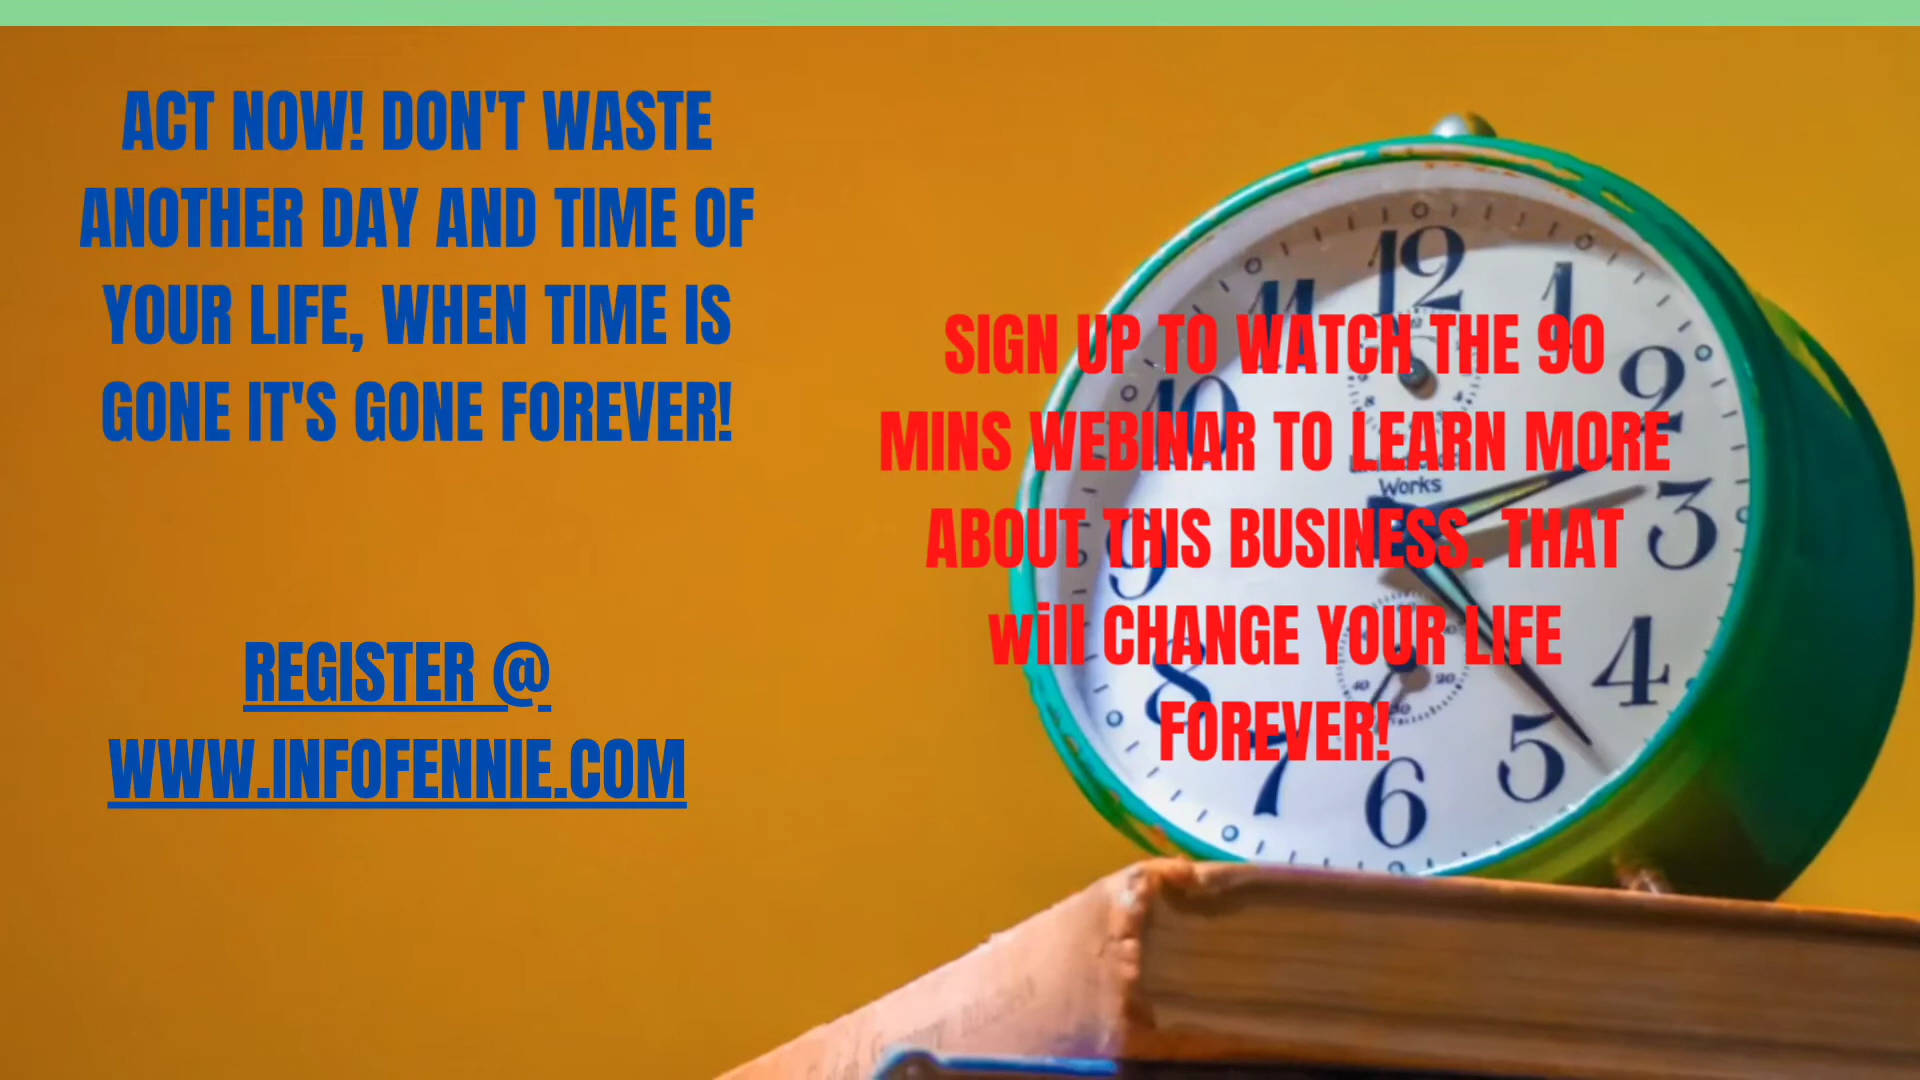 ACT NOW! DON'T WASTE
ANOTHER DAY AND TIME OF
YOUR LIFE, WHEN TIME IS
GONE IT'S GONE FOREVER!
REGISTER @
WWW.INFOFENNIE.COM
SIGN UP TO WATCH THE 90
MINS WEBINAR TO LEARN MORE
ABOUT THIS BUSINESS. THAT
will CHANGE YOUR LIFE
FOREVER!
12
1
2
3
4
5
6
7
8
9
10
11
Works